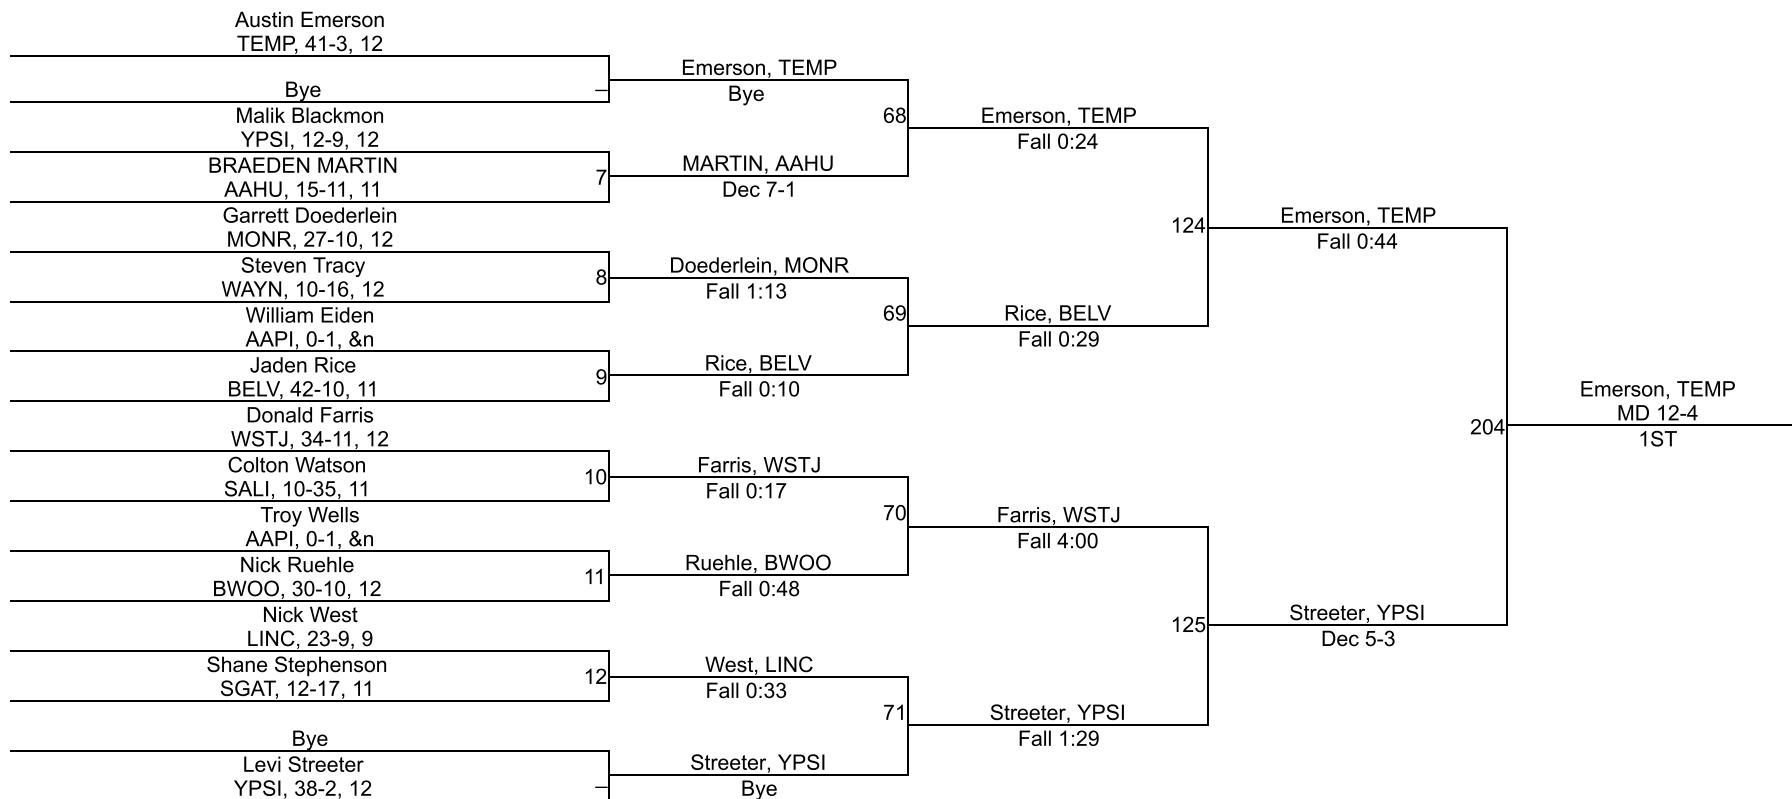 Austin Emerson
TEMP, 41-3, 12
Bye
–
Malik Blackmon
YPSI, 12-9, 12
BRAEDEN MARTIN
AAHU, 15-11, 11
7
Garrett Doederlein
MONR, 27-10, 12
Steven Tracy
WAYN, 10-16, 12
8
William Eiden
AAPI, 0-1, &n
Jaden Rice
BELV, 42-10, 11
9
Donald Farris
WSTJ, 34-11, 12
Colton Watson
SALI, 10-35, 11
10
Troy Wells
AAPI, 0-1, &n
Nick Ruehle
BWOO, 30-10, 12
11
Nick West
LINC, 23-9, 9
Shane Stephenson
SGAT, 12-17, 11
12
Bye
Levi Streeter
YPSI, 38-2, 12
–
Emerson, TEMP
Bye
68
MARTIN, AAHU
Dec 7-1
Doederlein, MONR
Fall 1:13
69
Rice, BELV
Fall 0:10
Farris, WSTJ
Fall 0:17
70
Ruehle, BWOO
Fall 0:48
West, LINC
Fall 0:33
71
Streeter, YPSI
Bye
Emerson, TEMP
Fall 0:24
124
Rice, BELV
Fall 0:29
Farris, WSTJ
Fall 4:00
125
Streeter, YPSI
Fall 1:29
Emerson, TEMP
Fall 0:44
204
Streeter, YPSI
Dec 5-3
Emerson, TEMP
MD 12-4
1ST